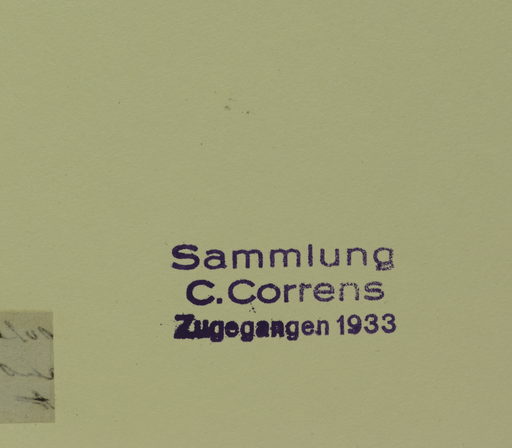 Sammlung
C. Correns
Zugegangen 1933